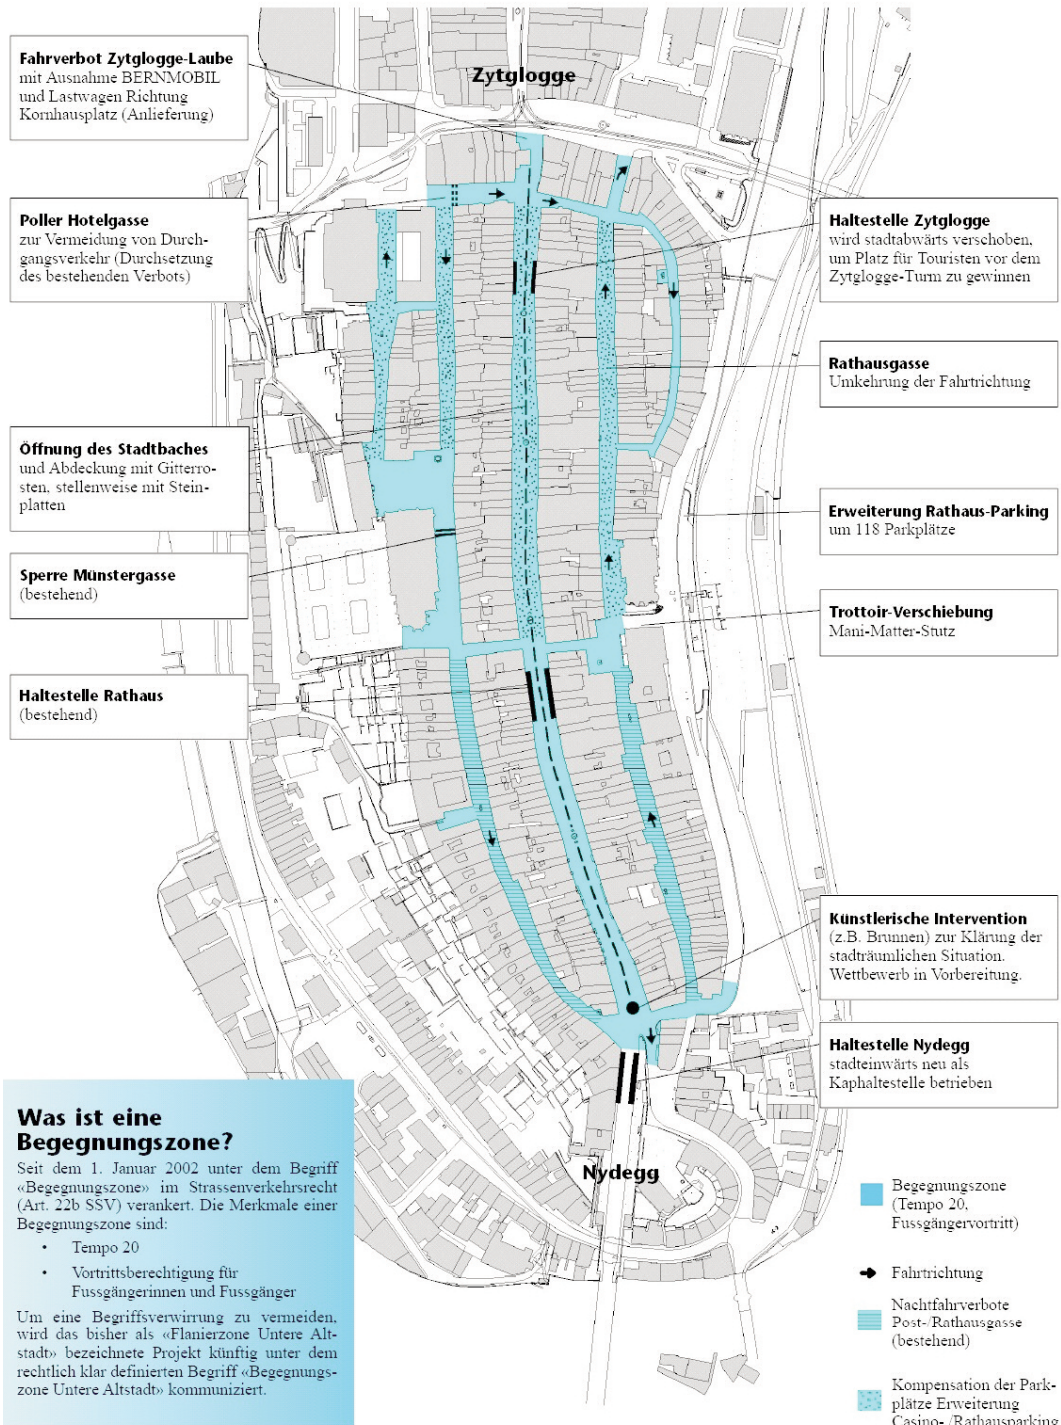 Zytglogge
Fahrverbot Zytglogge-Laube
mit Ausnahme BERNMOBIL
und Lastwagen Richtung
Kornhausplatz (Anlieferung)
Poller Hotelgasse
zur Vermeidung von Durch-
gangsverkehr (Durchsetzung
des bestehenden Verbots)
Öffnung des Stadtbaches
und Abdeckung mit Gitterro-
sten, stellenweise mit Stein-
platten
Sperre Münstergasse
(bestehend)
Haltestelle Rathaus
(bestehend)
Haltestelle Zytglogge
wird stadtabwärts verschoben,
um Platz für Touristen vor dem
Zytglogge-Turm zu gewinnen
Rathausgasse
Umkehrung der Fahrtrichtung
Erweiterung Rathaus-Parking
um 118 Parkplätze
Trottoir-Verschiebung
Mani-Matter-Stutz
Künstlerische Intervention
(z.B. Brunnen) zur Klärung der
stadträumlichen Situation.
Wettbewerb in Vorbereitung.
Haltestelle Nydegg
stadteinwärts neu als
Kaphaltestelle betrieben
Nydegg
Was ist eine
Begegnungszone?
Seit dem 1. Januar 2002 unter dem Begriff
«Begegnungszone» im Strassenverkehrsrecht
(Art. 22b SSV) verankert. Die Merkmale einer
Begegnungszone sind:
• Tempo 20
• Vortrittsberechtigung für
Fussgängerinnen und Fussgänger
Um eine Begriffsverwirrung zu vermeiden,
wird das bisher als «Flanierzone Untere Alt-
stadt» bezeichnete Projekt künftig unter dem
rechtlich klar definierten Begriff «Begegnungs-
zone Untere Altstadt» kommuniziert.
Begegnungszone
(Tempo 20,
Fussgängervortritt)
Fahrtrichtung
Nachtfahrverbote
Post-/Rathausgasse
(bestehend)
Kompensation der Park-
plätze Erweiterung
Casino- /Rathausparking